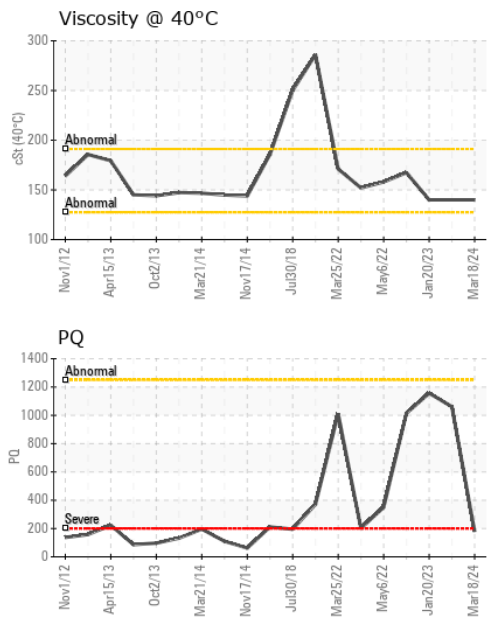 Viscosity @ 40°C
300
250
200
150
100
cSt (40°C)
Abnormal
Abnormal
Nov1/12
Apr15/13
Oct2/13
Mar21/14
Nov17/14
Jul30/18
Mar25/22
May6/22
Jan20/23
Mar18/24
PQ
1400
1200
1000
800
600
400
200
0
PQ
Abnormal
Severe
Nov1/12
Apr15/13
Oct2/13
Mar21/14
Nov17/14
Jul30/18
Mar25/22
May6/22
Jan20/23
Mar18/24